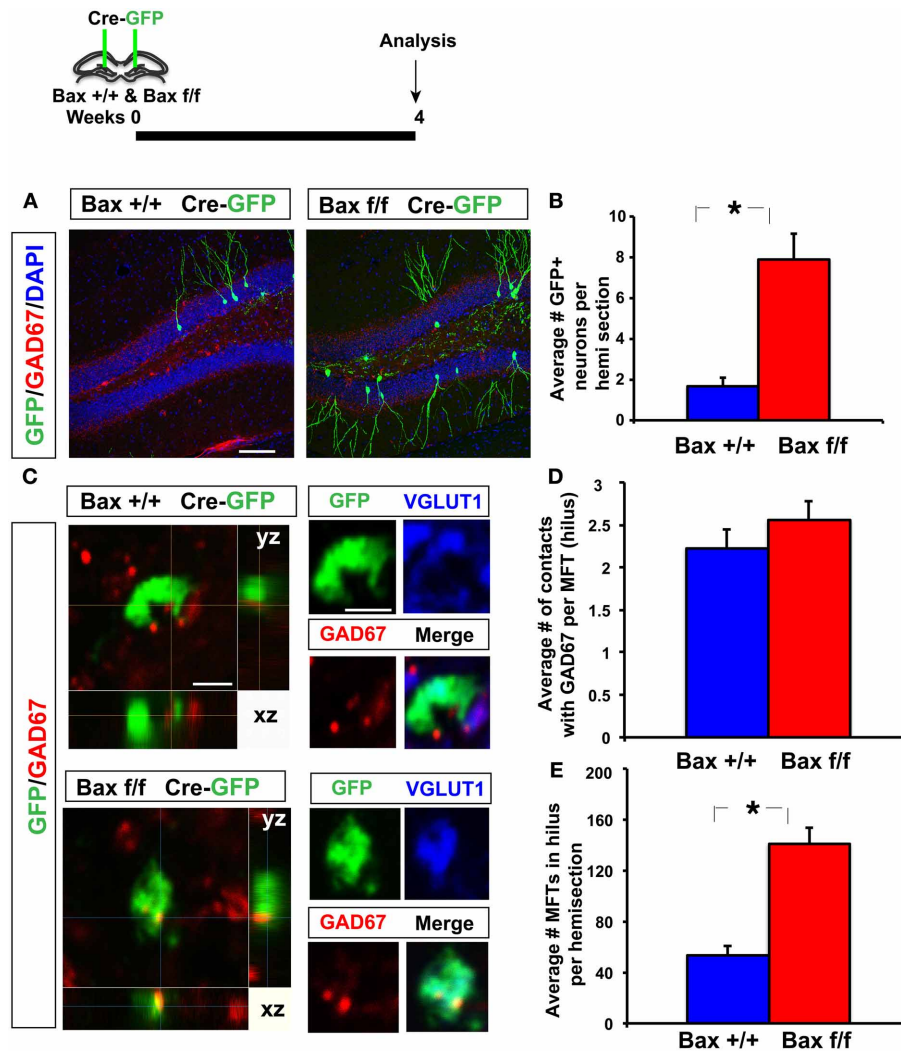 Cre-GFP
Analysis
Bax +/+ & Bax f/f
Weeks 0
4
A
Bax +/+ Cre-GFP
Bax f/f Cre-GFP
GFP/GAD67/DAPI
B
Average # GFP+
neurons per
hemi section
10
8
6
4
2
0
*
Bax +/+
Bax f/f
C
Bax +/+ Cre-GFP
GFP/GAD67
yz
xz
GFP
VGLUT1
GAD67
Merge
Bax f/f Cre-GFP
yz
xz
GFP
VGLUT1
GAD67
Merge
D
Average # of contacts
with GAD67 per MFT (hilus)
3
2.5
2
1.5
1
0.5
0
Bax +/+
Bax f/f
E
Average # MFTs in hilus
per hemisection
200
160
120
80
40
0
*
Bax +/+
Bax f/f